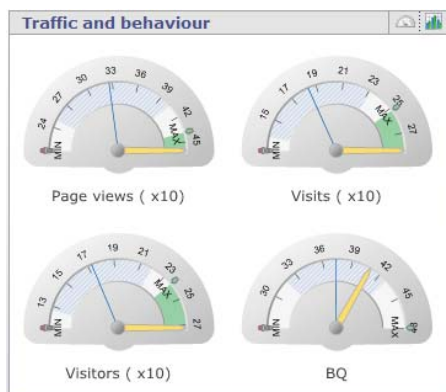 Traffic and behaviour
24 27 30 33 36 39 42 45
MIN MAX
Page views ( x10)
15 17 19 21 23 25 27
MIN MAX
Visits ( x10)
13 15 17 19 21 23 25 27
MIN MAX
Visitors ( x10)
30 33 36 39 42 45 48
MIN MAX
BQ